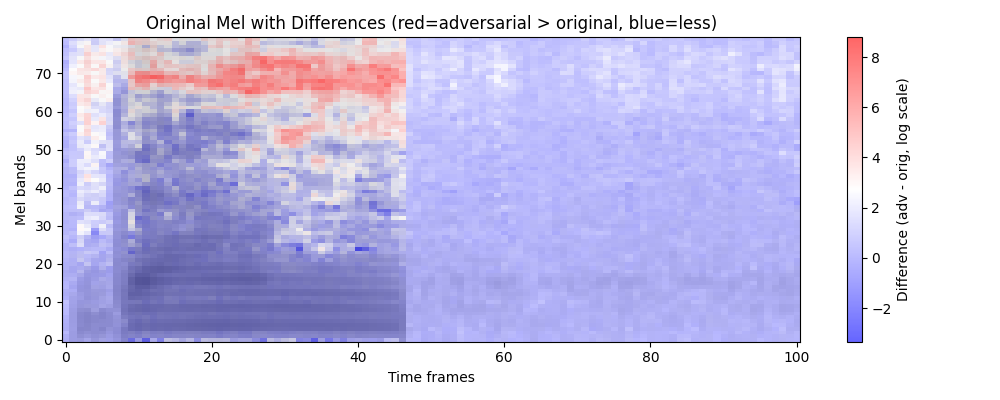 Original Mel with Differences (red=adversarial > original, blue=less)
Mel bands
70
60
50
40
30
20
10
0
0 20 40 60 80 100
Time frames
8
6
4
2
0
−2
Difference (adv - orig, log scale)